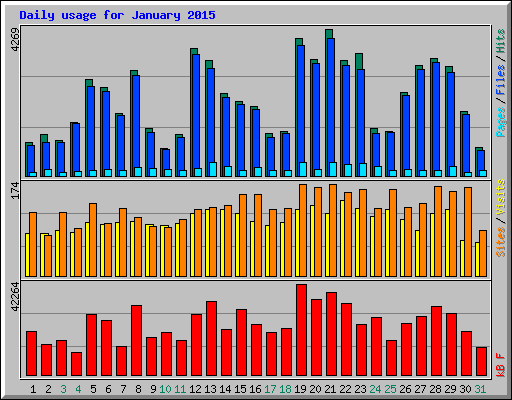 Daily usage for January 2015
4269
Pages/Files/Hits
174
Sites/Visits
42264
kB F
1 2 3 4 5 6 7 8 9 10 11 12 13 14 15 16 17 18 19 20 21 22 23 24 25 26 27 28 29 30 31